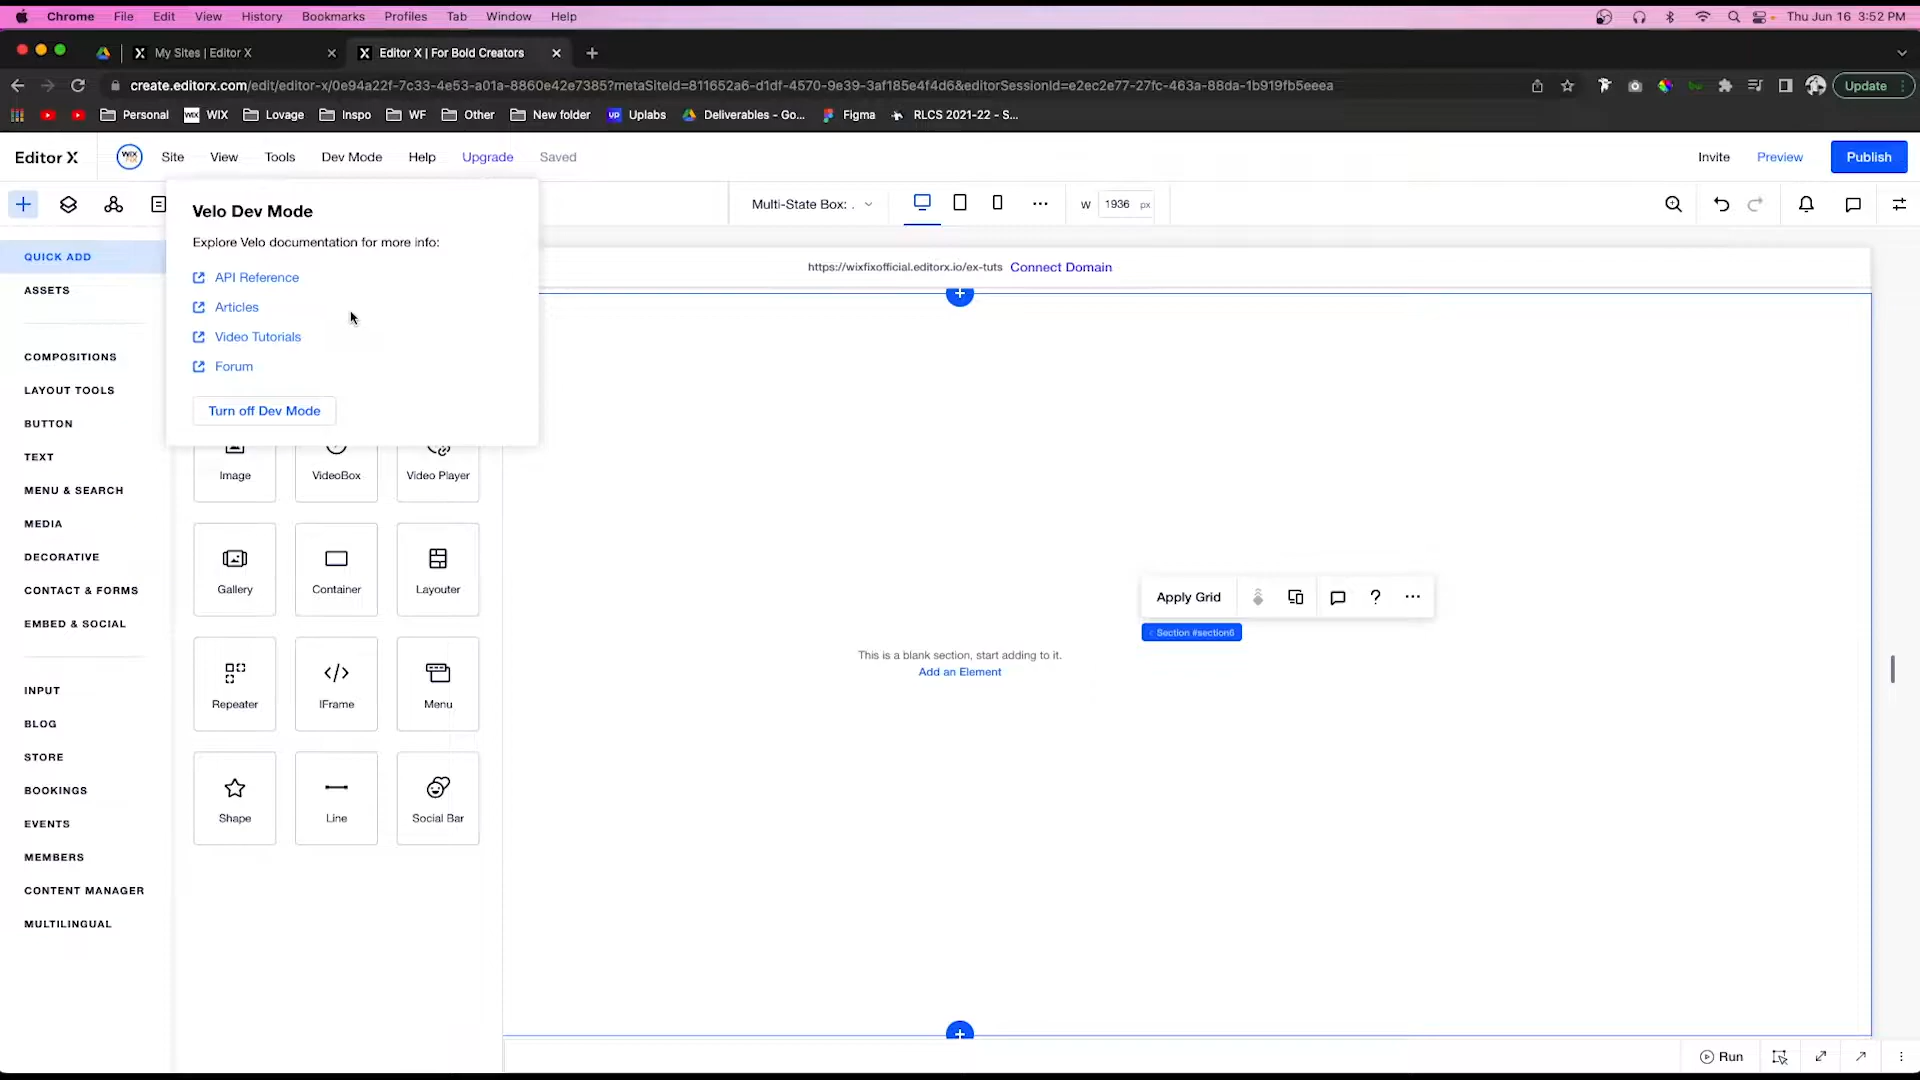 Chrome File Edit View History Bookmarks Profiles Tab Window Help Thu Jun 16 3:52 PM
My Sites | Editor X Editor X | For Bold Creators
create.editorx.com/edit/editor-x/0e94a22f-7c33-4e53-a01a-8860e42e7385?metaSiteId=811652a6-d1df-4570-9e39-3af185e4f4d6&editorSessionId=e2ec2e77-27fc-463a-88da-1b919fb5eeea Update
Personal WIX WIX Lovage Inspo WF Other New folder UP Uplabs Deliverables - Go... Figma RLCS 2021-22 - S...
Editor X WIX FIX Site View Tools Dev Mode Help Upgrade Saved Invite Preview Publish
Multi-State Box: . W 1936 px
Velo Dev Mode
Explore Velo documentation for more info:
API Reference
Articles
Video Tutorials
Forum
Turn off Dev Mode
QUICK ADD
ASSETS
COMPOSITIONS
LAYOUT TOOLS
BUTTON
TEXT
MENU & SEARCH
MEDIA
DECORATIVE
CONTACT & FORMS
EMBED & SOCIAL
INPUT
BLOG
STORE
BOOKINGS
EVENTS
MEMBERS
CONTENT MANAGER
MULTILINGUAL
Image VideoBox Video Player
Gallery Container Layouter
Repeater IFrame Menu
Shape Line Social Bar
https://wixfixofficial.editorx.io/ex-tuts Connect Domain
Apply Grid
Section #section6
This is a blank section, start adding to it.
Add an Element
Run